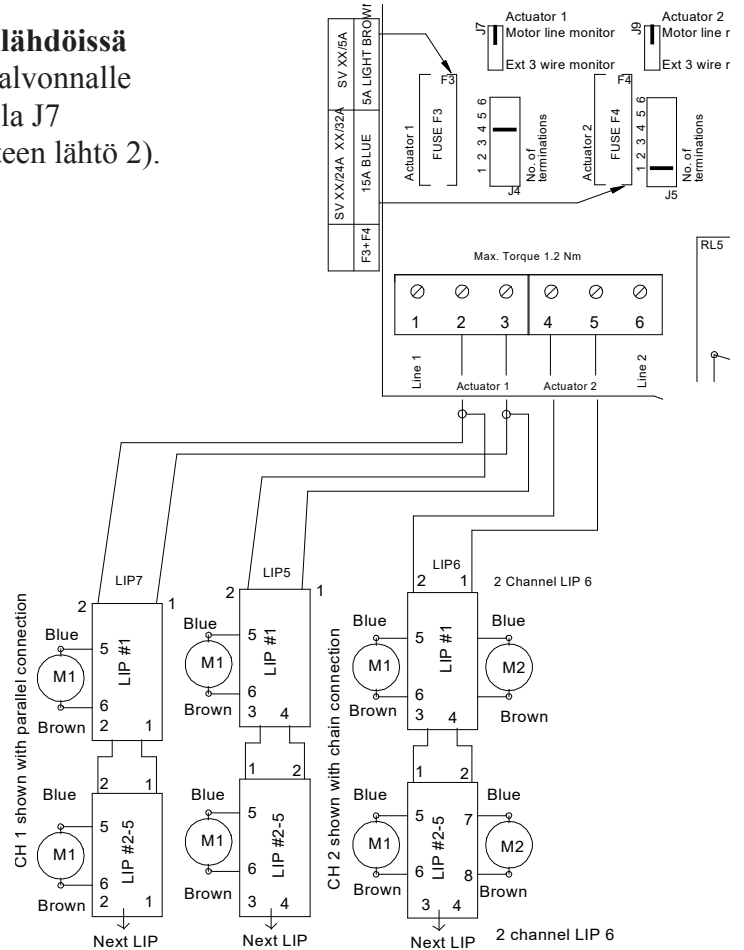 lähdöissä
alvonnalle
la J7
teen lähtö 2).
SV XX/5A
5A LIGHT BROWN
SV XX/24A XX/32A
15A BLUE
F3+F4
J7
Actuator 1
Motor line monitor
Ext 3 wire monitor
J9
Actuator 2
Motor line m
Ext 3 wire m
Actuator 1
FUSE F3
F3
1 2 3 4 5 6
No. of
terminations
J4
Actuator 2
FUSE F4
F4
1 2 3 4 5 6
No. of
terminations
J5
RL5
Max. Torque 1.2 Nm
1 2 3 4 5 6
Line 1
Actuator 1
Actuator 2
Line 2
CH 1 shown with parallel connection
LIP7
2 1
Blue
5
M1
LIP #1
6
Brown
2 1
2 1
Blue
5
M1
LIP #2-5
6
Brown
2 1
Next LIP
LIP5
2 1
Blue
5
M1
LIP #1
6
Brown
3 4
1 2
Blue
5
M1
LIP #2-5
6
Brown
3 4
Next LIP
CH 2 shown with chain connection
LIP6
2 1
2 Channel LIP 6
Blue
5
M1
LIP #1
Blue
M2
6
Brown
Brown
3 4
1 2
Blue
5
M1
LIP #2-5
7
Blue
M2
6
8
Brown
Brown
3 4
Next LIP
2 channel LIP 6